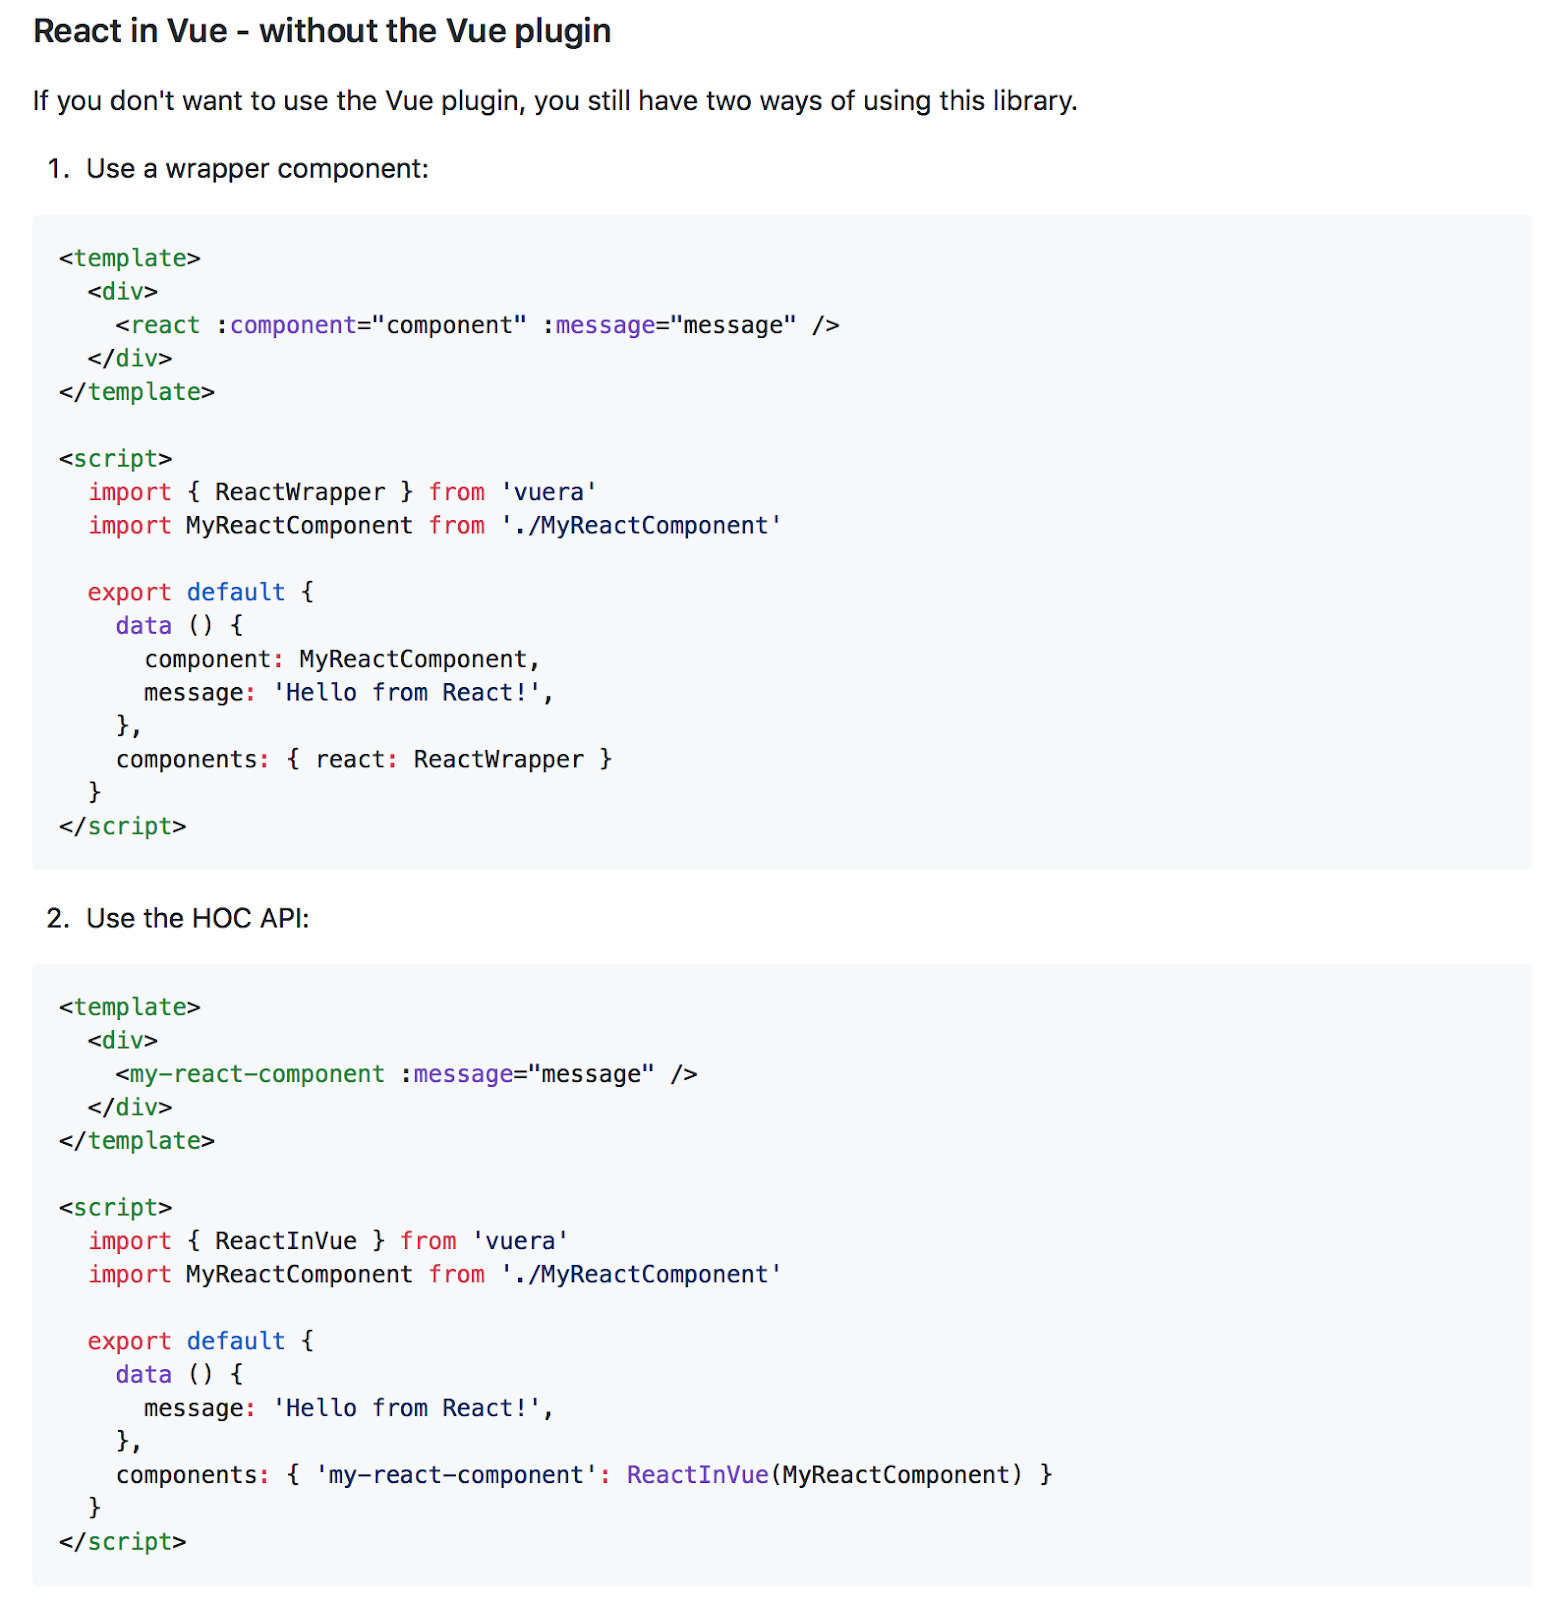 React in Vue - without the Vue plugin
If you don't want to use the Vue plugin, you still have two ways of using this library.
1. Use a wrapper component:
<template>
  <div>
    <react :component="component" :message="message" />
  </div>
</template>

<script>
  import { ReactWrapper } from 'vuera'
  import MyReactComponent from './MyReactComponent'

  export default {
    data () {
      component: MyReactComponent,
      message: 'Hello from React!',
    },
    components: { react: ReactWrapper }
  }
</script>
2. Use the HOC API:
<template>
  <div>
    <my-react-component :message="message" />
  </div>
</template>

<script>
  import { ReactInVue } from 'vuera'
  import MyReactComponent from './MyReactComponent'

  export default {
    data () {
      message: 'Hello from React!',
    },
    components: { 'my-react-component': ReactInVue(MyReactComponent) }
  }
</script>